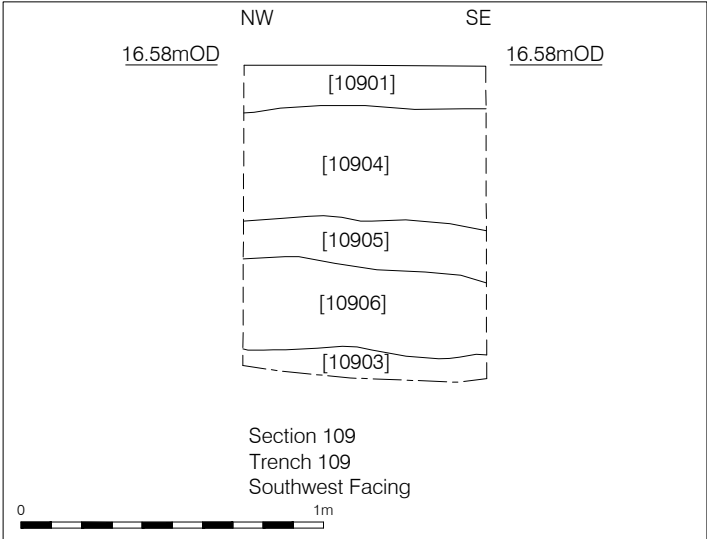 NW SE
16.58mOD 16.58mOD
[10901]
[10904]
[10905]
[10906]
[10903]
Section 109
Trench 109
Southwest Facing
0 1m